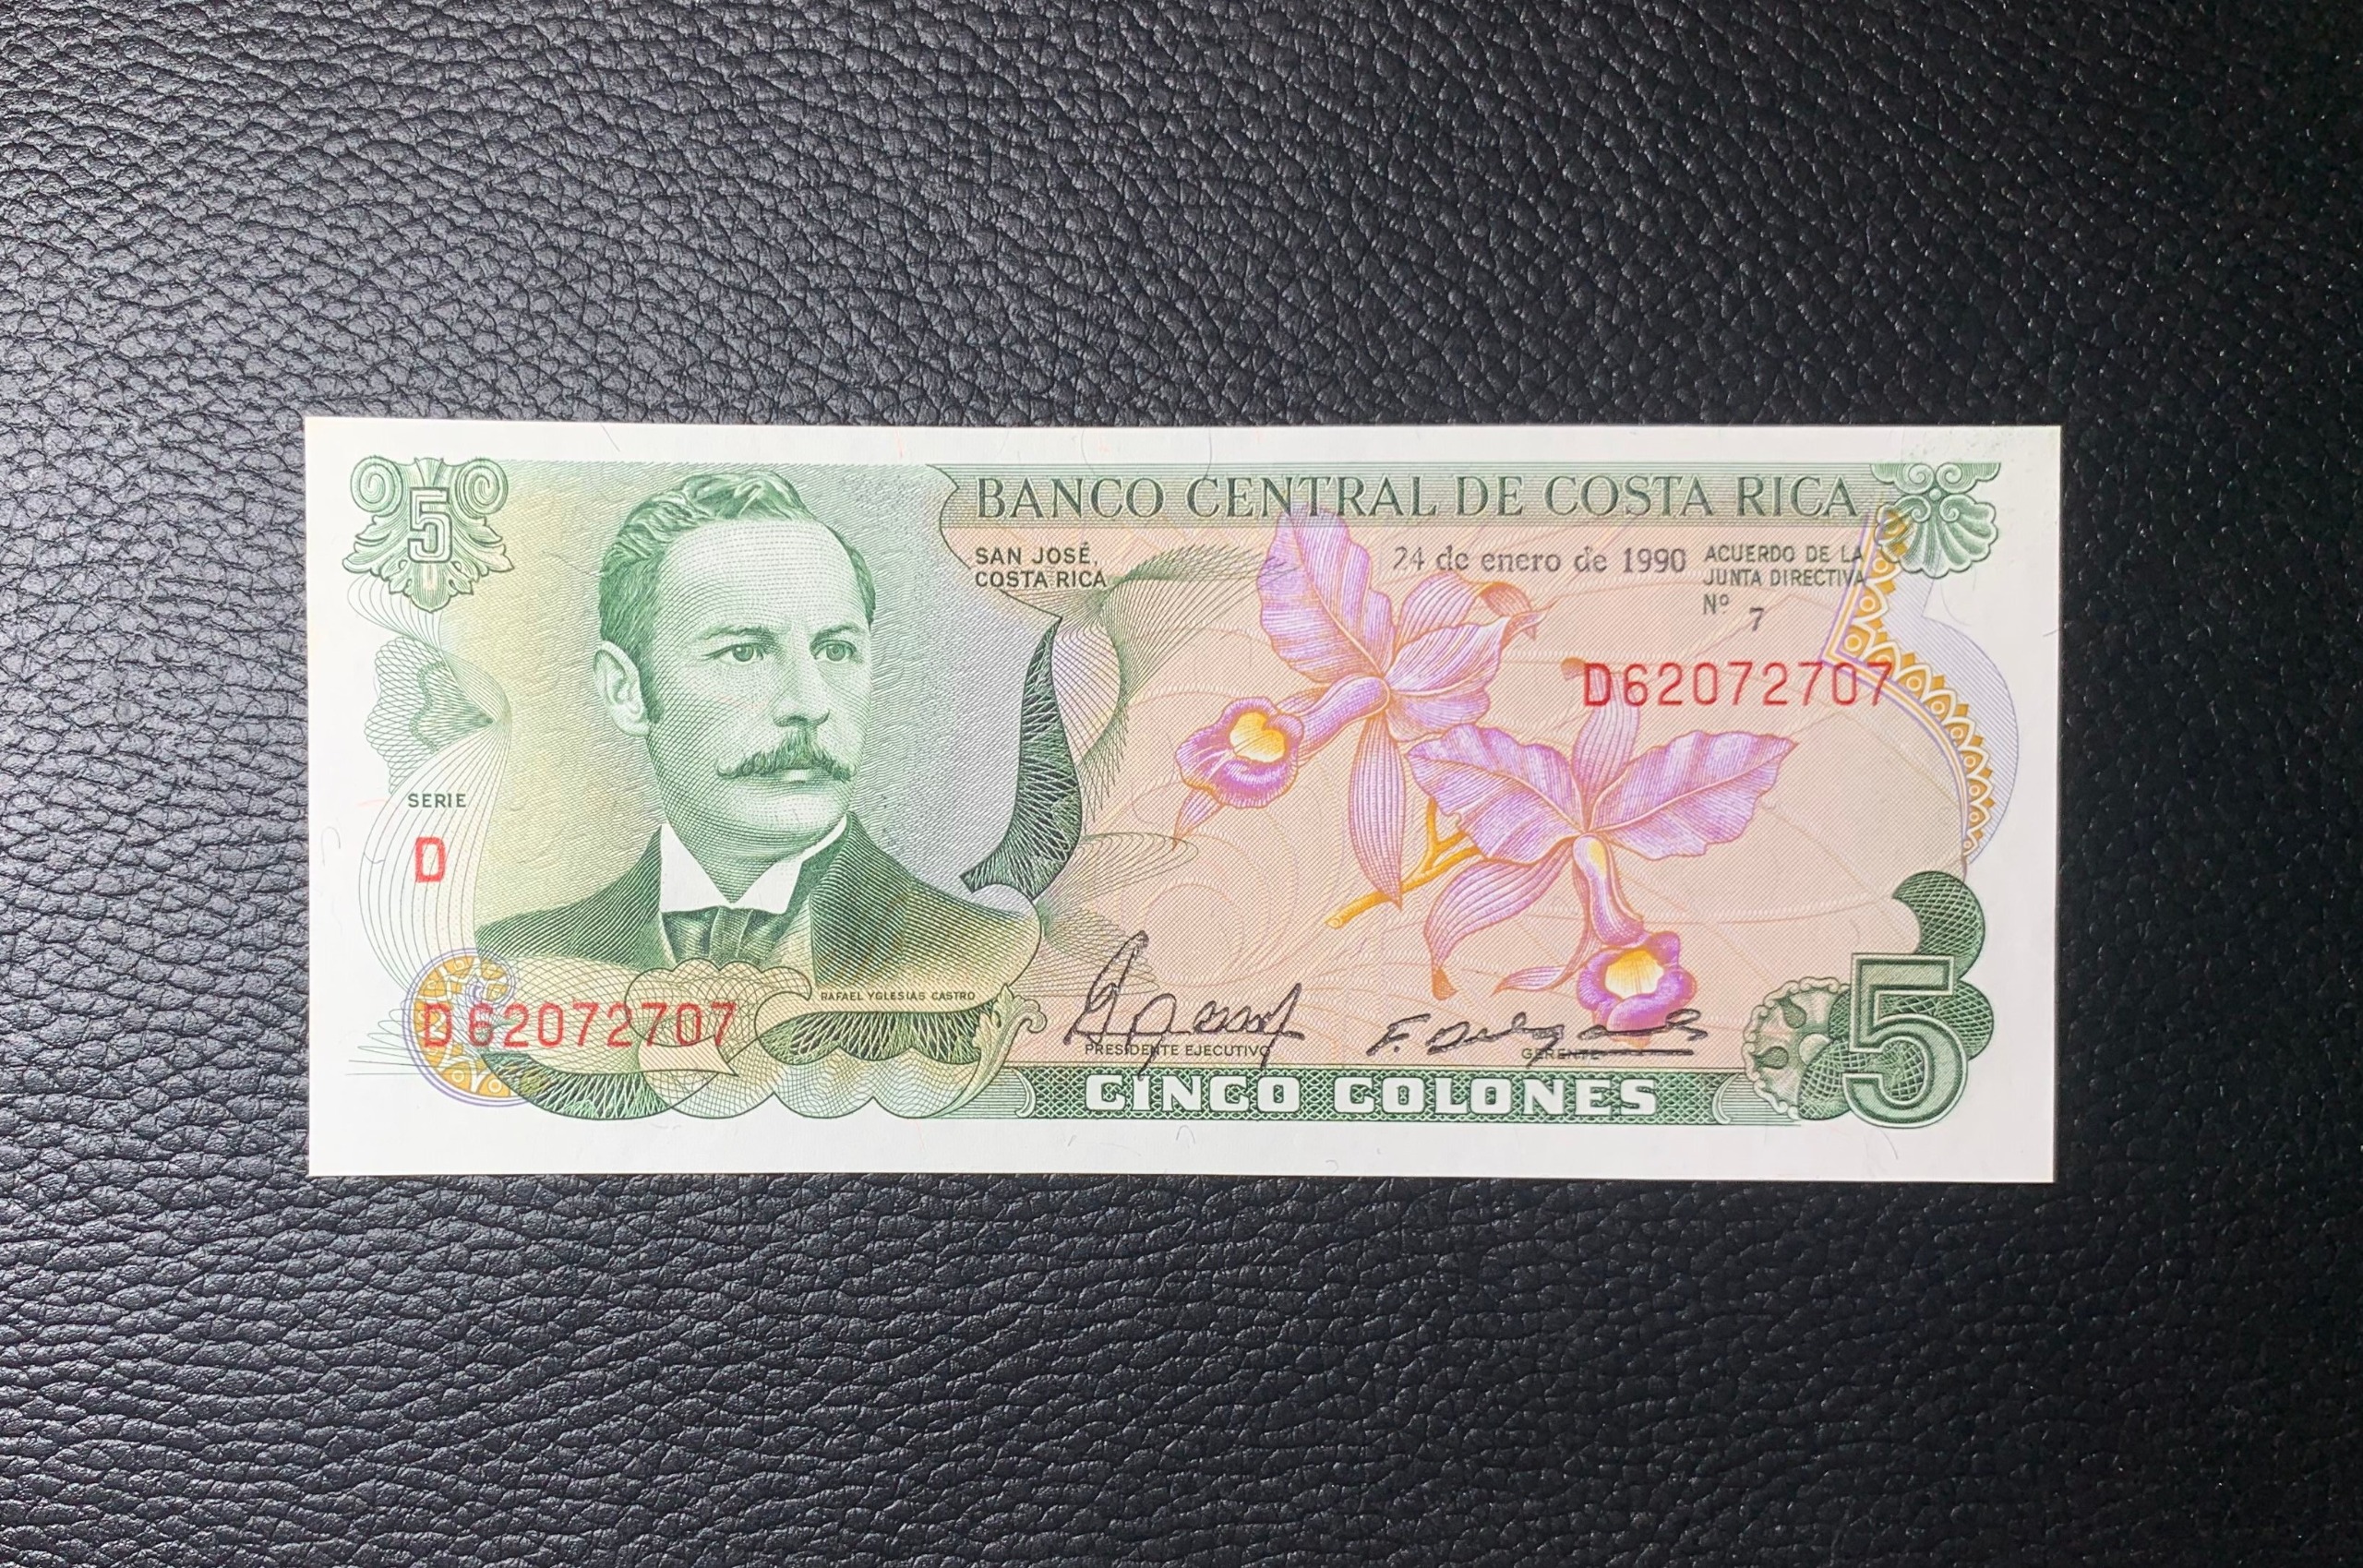 5
BANCO CENTRAL DE COSTA RICA
SAN JOSÉ,
COSTA RICA
24 de enero de 1990
ACUERDO DE LA
JUNTA DIRECTIVA
Nº 7
D62072707
SERIE
D
RAFAEL YGLESIAS CASTRO
D62072707
PRESIDENTE EJECUTIVO
GERENTE
CINCO COLONES
5